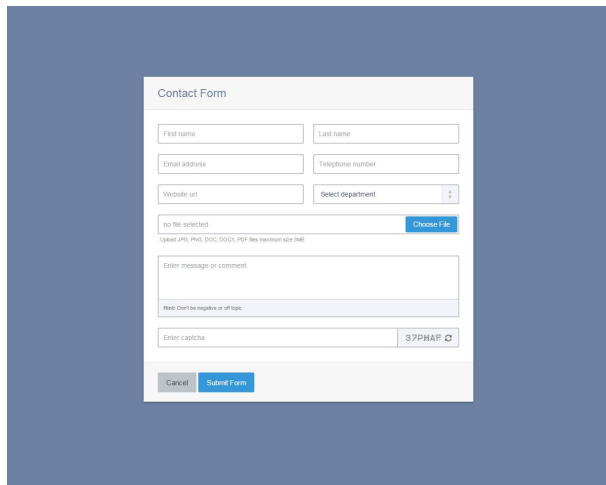 Contact Form
First name
Last name
Email address
Telephone number
Website url
Select department
no file selected
Choose File
Upload JPG, PNG, DOC, DOCX, PDF files maximum size 5MB
Enter message or comment
Hint: Don't be negative or off topic
Enter captcha
37PHAF
Cancel
Submit Form